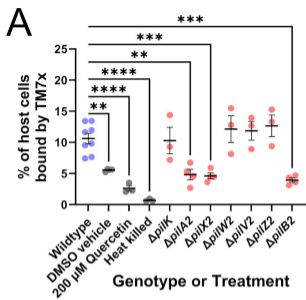 A
***
***
**
****
****
**
% of host cells
bound by TM7x
25
20
15
10
5
0
Wildtype
DMSO vehicle
200 μM Quercetin
Heat killed
ΔpilK
ΔpilA2
ΔpilX2
ΔpilW2
ΔpilV2
ΔpilZ2
ΔpilB2
Genotype or Treatment